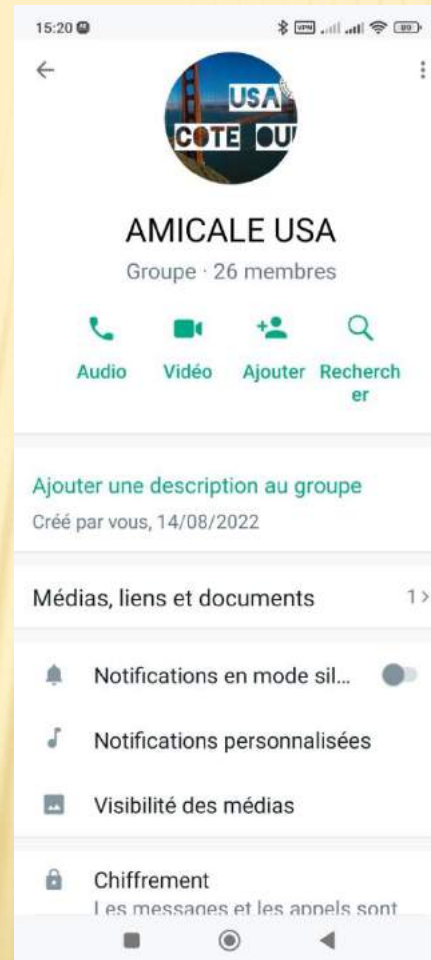 15:20
VPN
89
USA
COTE OU
AMICALE USA
Groupe · 26 membres
Audio
Vidéo
Ajouter
Recherch
er
Ajouter une description au groupe
Créé par vous, 14/08/2022
Médias, liens et documents 1 >
Notifications en mode sil...
Notifications personnalisées
Visibilité des médias
Chiffrement
Les messages et les appels sont